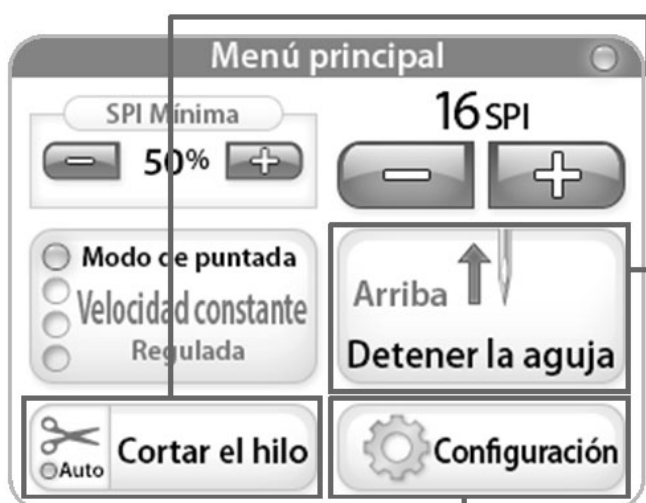 Menú principal
SPI Mínima
50%
16 SPI
Modo de puntada
Velocidad constante
Regulada
Arriba
Detener la aguja
Auto
Cortar el hilo
Configuración